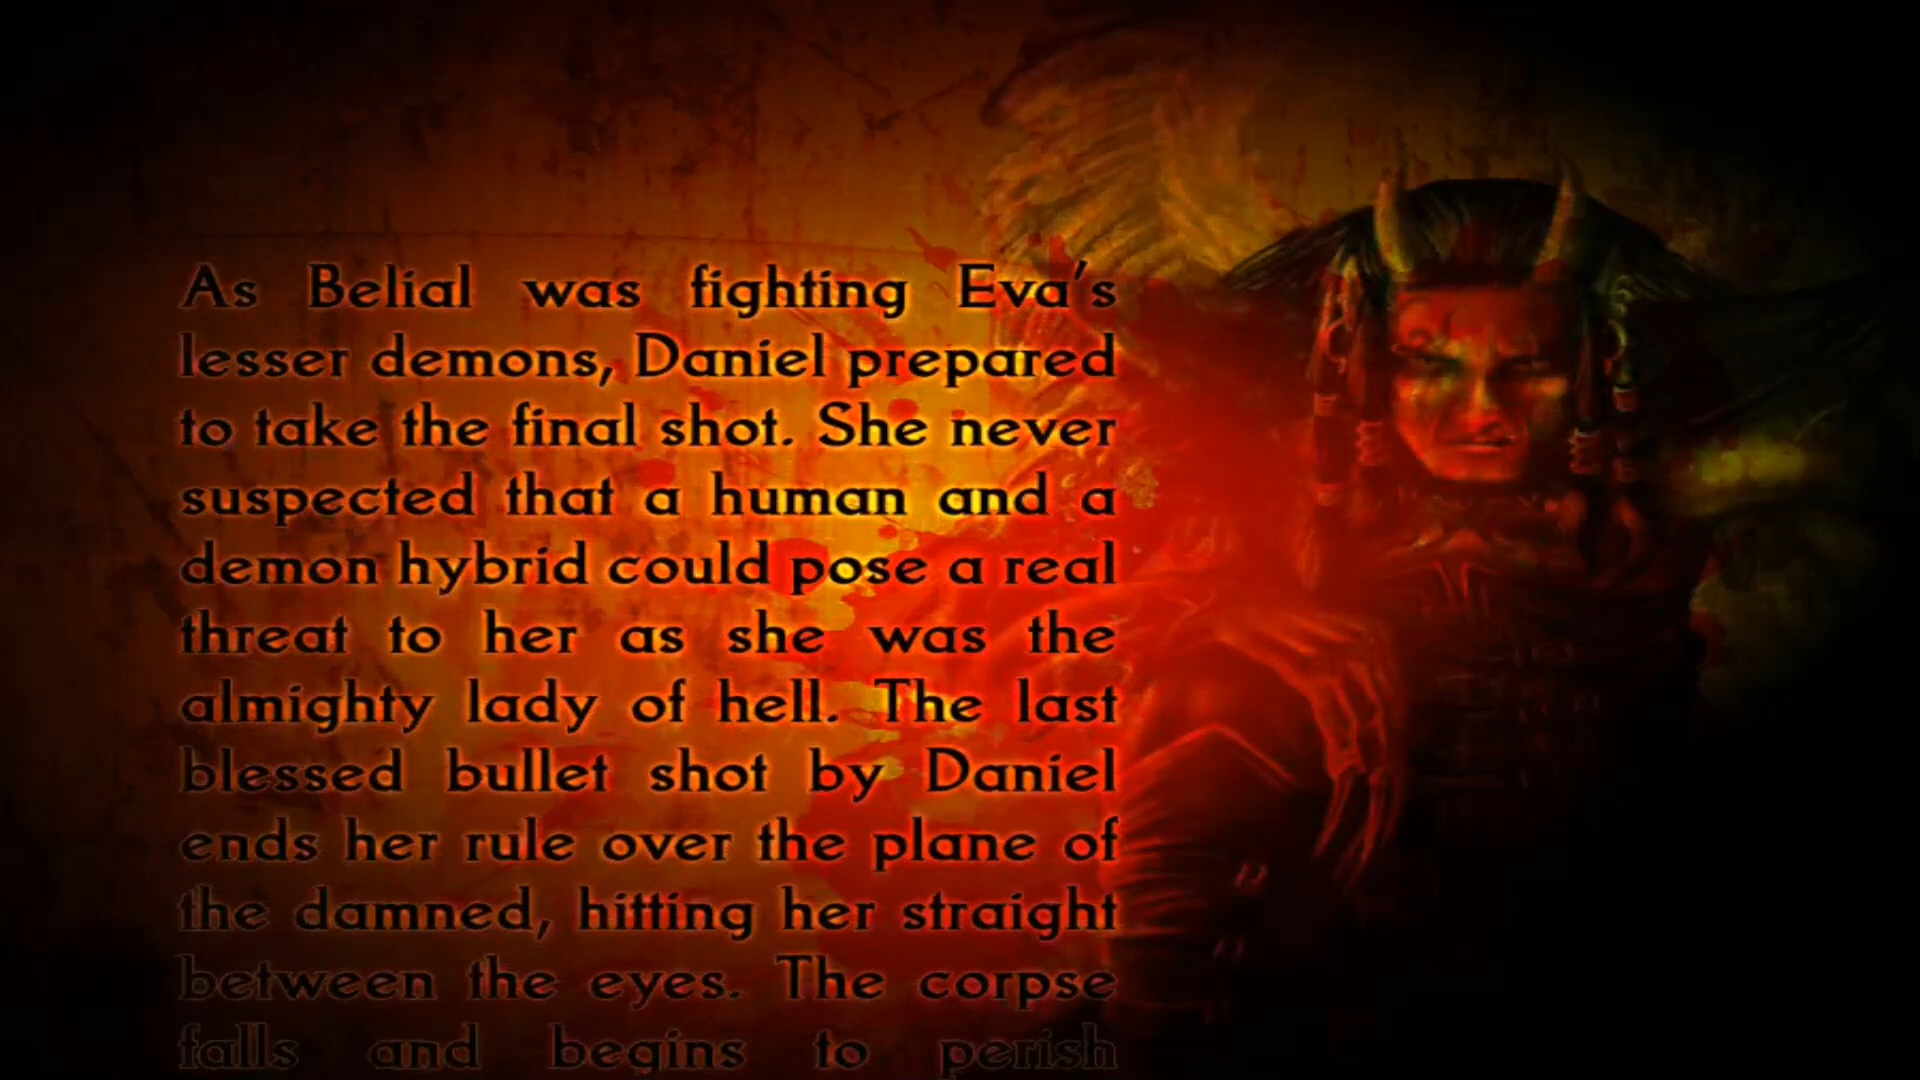 As Belial was fighting Eva's
lesser demons, Daniel prepared
to take the final shot. She never
suspected that a human and a
demon hybrid could pose a real
threat to her as she was the
almighty lady of hell. The last
blessed bullet shot by Daniel
ends her rule over the plane of
the damned, hitting her straight
between the eyes. The corpse
falls and begins to perish